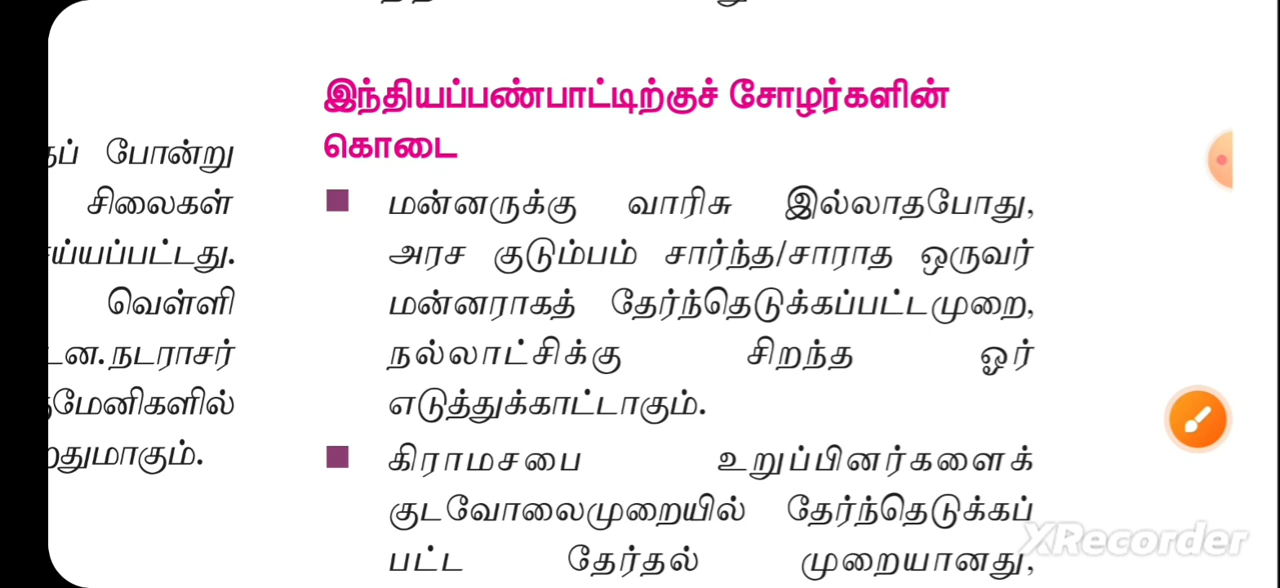 போன்று
சிலைகள்
வெள்ளி
நடராசர்
இந்தியப்பண்பாட்டிற்குச் சோழர்களின்
கொடை
■ மன்னருக்கு வாரிசு இல்லாதபோது,
அரச குடும்பம் சார்ந்த/சாராத ஒருவர்
மன்னராகத் தேர்ந்தெடுக்கப்பட்டமுறை,
நல்லாட்சிக்கு சிறந்த ஓர்
எடுத்துக்காட்டாகும்.
■ கிராமசபை உறுப்பினர்களைக்
குடவோலைமுறையில் தேர்ந்தெடுக்கப்
பட்ட தேர்தல் முறையானது,
XRecorder